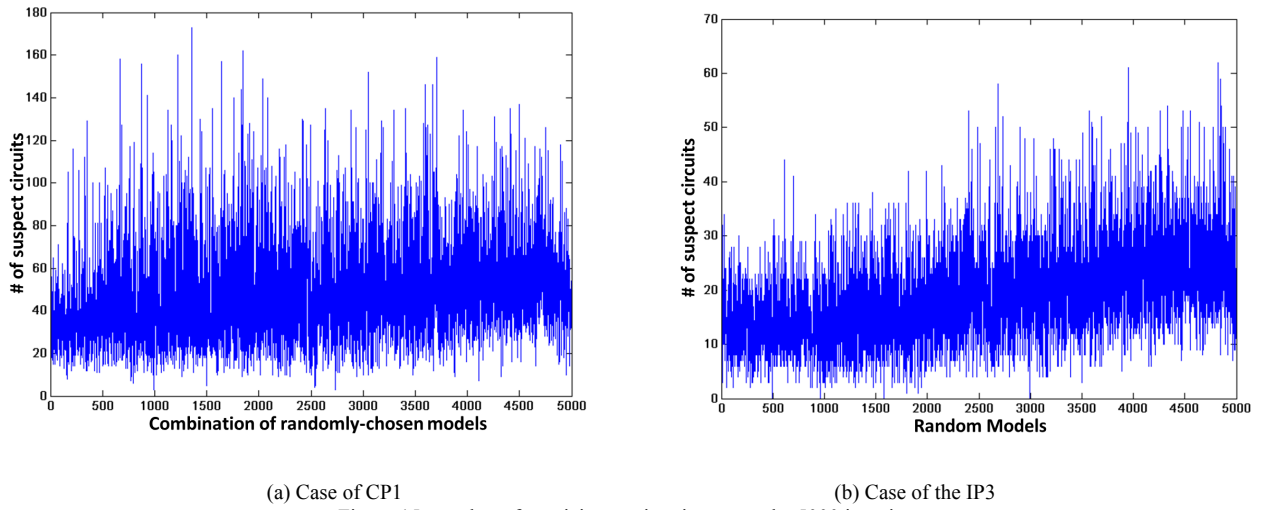 180
160
140
120
100
80
60
40
20
0
# of suspect circuits
0 500 1000 1500 2000 2500 3000 3500 4000 4500 5000
Combination of randomly-chosen models
70
60
50
40
30
20
10
0
# of suspect circuits
0 500 1000 1500 2000 2500 3000 3500 4000 4500 5000
Random Models
(a) Case of CP1
(b) Case of the IP3